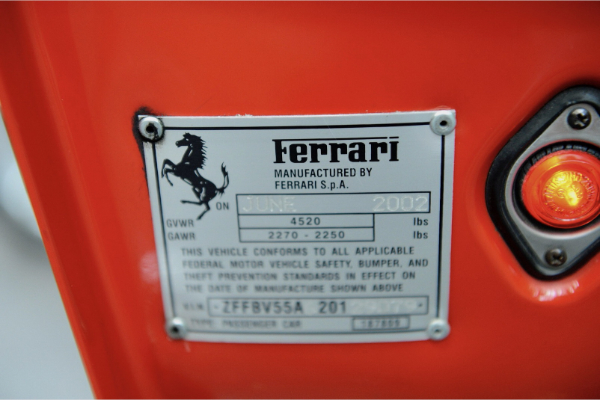 Ferrari
MANUFACTURED BY
FERRARI S.p.A.
ON JUNE 2002
GVWR 4520 lbs
GAWR 2270 - 2250 lbs
THIS VEHICLE CONFORMS TO ALL APPLICABLE
FEDERAL MOTOR VEHICLE SAFETY, BUMPER, AND
THEFT PREVENTION STANDARDS IN EFFECT ON
THE DATE OF MANUFACTURE SHOWN ABOVE
ZFFBV55A 201
TYPE: PASSENGER CAR